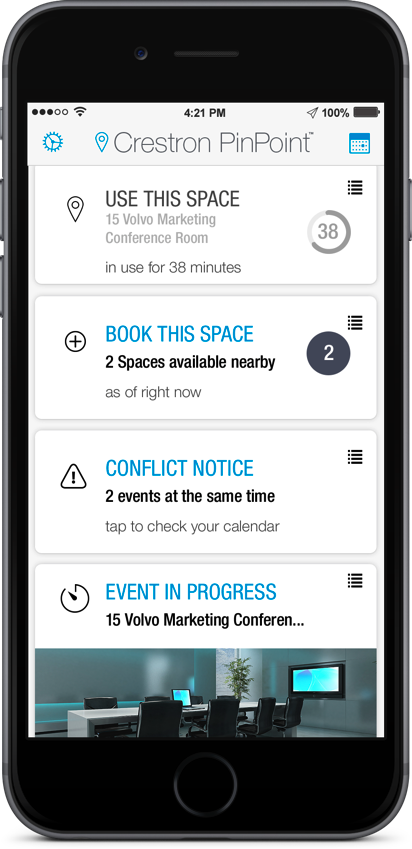 4:21 PM 100%
Crestron PinPoint™
USE THIS SPACE
15 Volvo Marketing
Conference Room
38
in use for 38 minutes
BOOK THIS SPACE
2 Spaces available nearby
2
as of right now
CONFLICT NOTICE
2 events at the same time
tap to check your calendar
EVENT IN PROGRESS
15 Volvo Marketing Conferen...